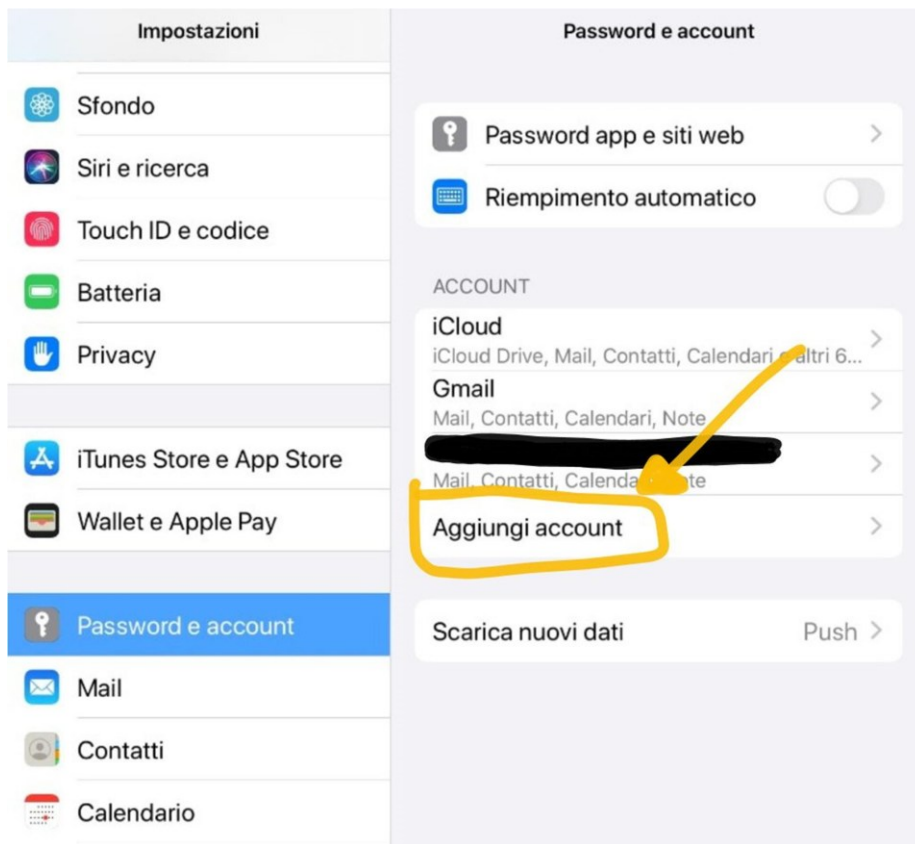 Impostazioni
Sfondo
Siri e ricerca
Touch ID e codice
Batteria
Privacy
iTunes Store e App Store
Wallet e Apple Pay
Password e account
Mail
Contatti
Calendario
Password e account
Password app e siti web
Riempimento automatico
ACCOUNT
iCloud
iCloud Drive, Mail, Contatti, Calendari e altri 6...
Gmail
Mail, Contatti, Calendari, Note
Mail, Contatti,
Aggiungi account
Scarica nuovi dati
Push